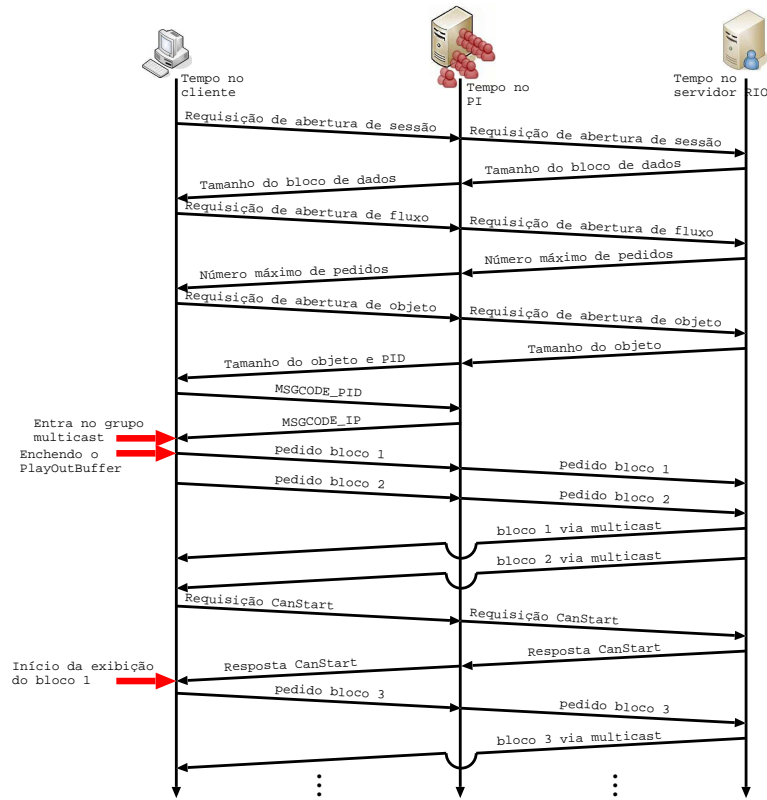 Tempo no
cliente
Tempo no
PI
Tempo no
servidor RIO
Requisição de abertura de sessão
Requisição de abertura de sessão
Tamanho do bloco de dados
Tamanho do bloco de dados
Requisição de abertura de fluxo
Requisição de abertura de fluxo
Número máximo de pedidos
Número máximo de pedidos
Requisição de abertura de objeto
Requisição de abertura de objeto
Tamanho do objeto
Tamanho do objeto e PID
MSGCODE_PID
MSGCODE_IP
Entra no grupo
multicast
Enchendo o
PlayOutBuffer
pedido bloco 1
pedido bloco 1
pedido bloco 2
pedido bloco 2
bloco 1 via multicast
bloco 2 via multicast
Requisição CanStart
Requisição CanStart
Resposta CanStart
Resposta CanStart
Início da exibição
do bloco 1
pedido bloco 3
pedido bloco 3
bloco 3 via multicast